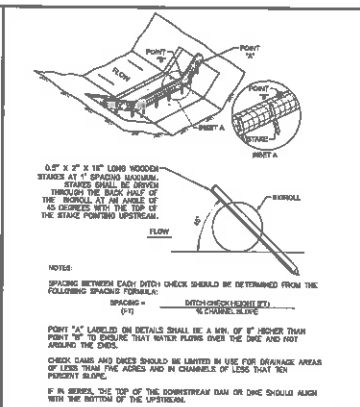 POINT "B"
POINT "A"
FLOW
INSET A
POINT "B"
POINT "A"
STAKE
INSET A
0.5" X 2" X 16" LONG WOODEN
STAKES AT 1' SPACING MAXIMUM.
STAKES SHALL BE DRIVEN
THROUGH THE BACK HALF OF
THE BIOROLL AT AN ANGLE OF
45 DEGREES WITH THE TOP OF
THE STAKE POINTING UPSTREAM.
BIOROLL
45°
FLOW
NOTES:
SPACING BETWEEN EACH DITCH CHECK SHOULD BE DETERMINED FROM THE
FOLLOWING SPACING FORMULA:
SPACING = DITCH CHECK HEIGHT (FT)
(FT) % CHANNEL SLOPE
POINT "A" LABELED ON DETAILS SHALL BE A MIN. OF 6" HIGHER THAN
POINT "B" TO ENSURE THAT WATER FLOWS OVER THE DIKE AND NOT
AROUND THE ENDS.
CHECK DAMS AND DIKES SHOULD BE LIMITED IN USE FOR DRAINAGE AREAS
OF LESS THAN FIVE ACRES AND IN CHANNELS OF LESS THAT TEN
PERCENT SLOPE.
IF IN SERIES, THE TOP OF THE DOWNSTREAM DAM OR DIKE SHOULD ALIGN
WITH THE BOTTOM OF THE UPSTREAM.